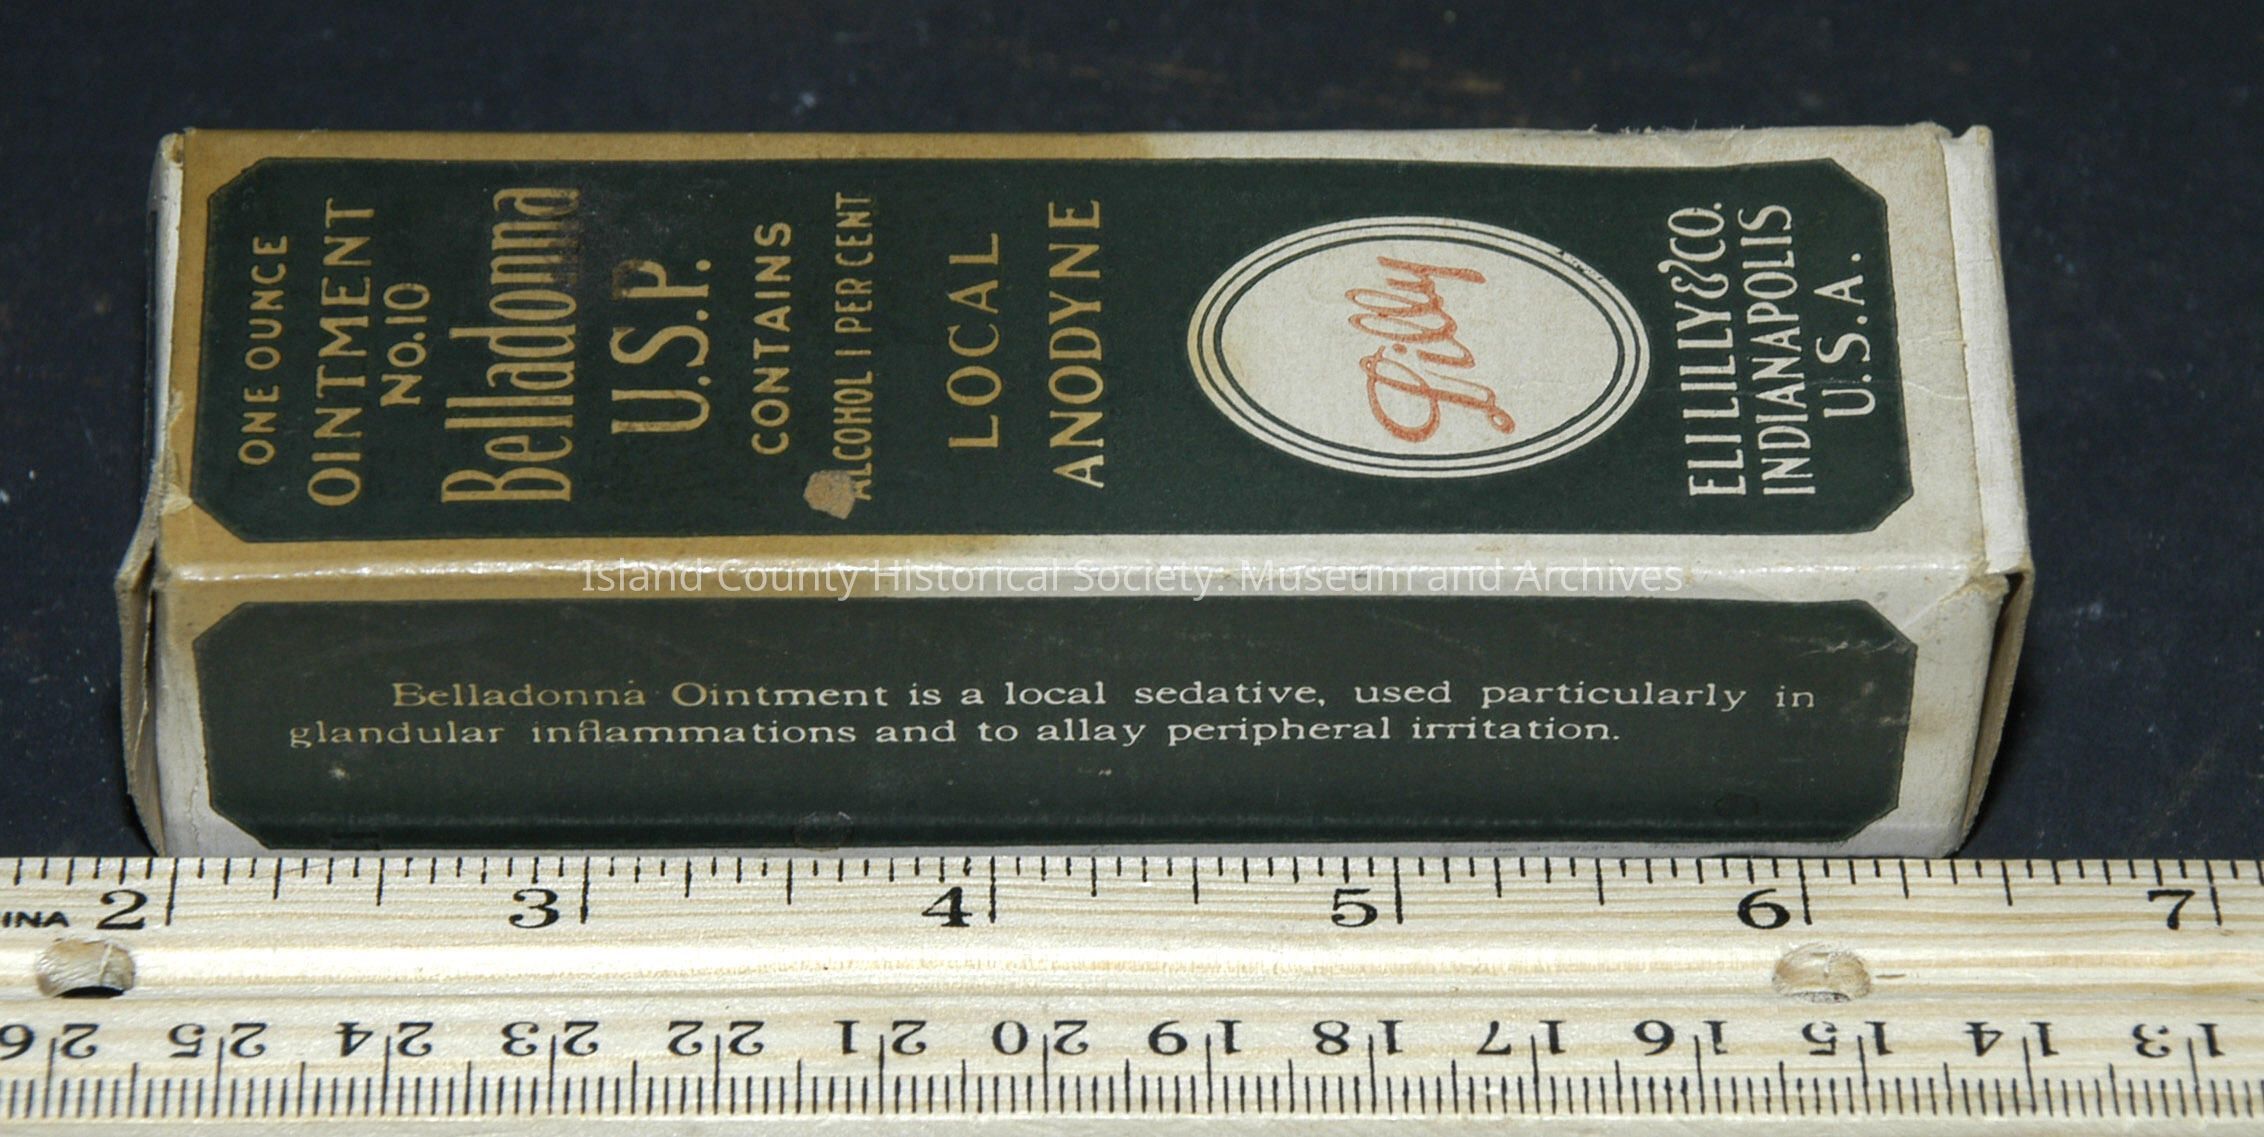 ONE OUNCE
OINTMENT
NO.10
Belladonna
U.S.P.
CONTAINS
ALCOHOL 1 PER CENT
LOCAL
ANODYNE
Lilly
ELI LILLY & CO.
INDIANAPOLIS
U.S.A.
Island County Historical Society: Museum and Archives
Belladonna Ointment is a local sedative, used particularly in
glandular inflammations and to allay peripheral irritation.
INA 2 3 4 5 6 7
26 25 24 23 22 21 20 19 18 17 16 15 14 13